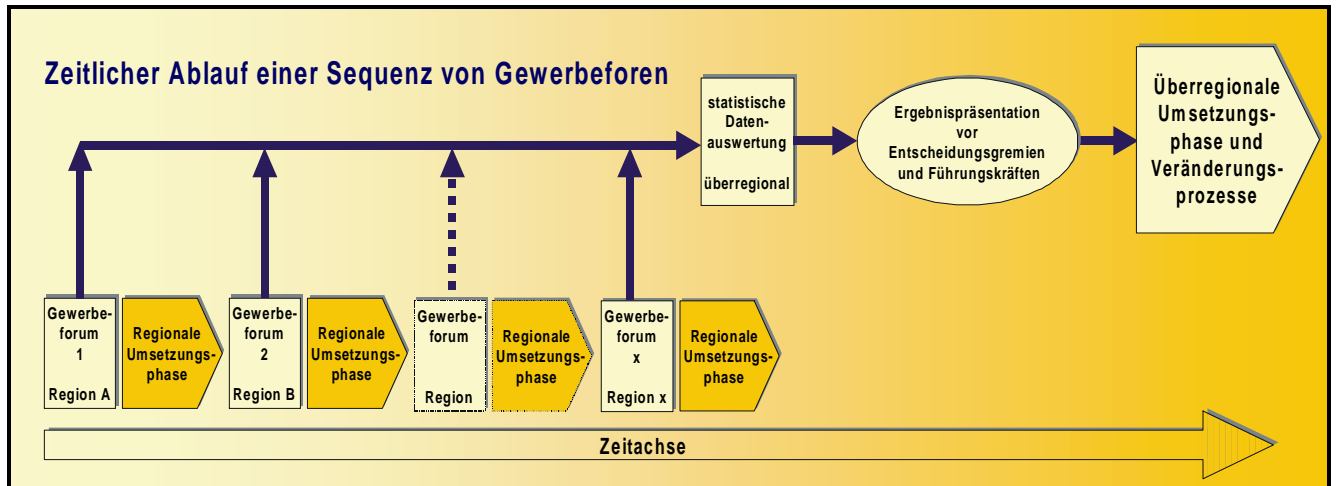 Zeitlicher Ablauf einer Sequenz von Gewerbeforen
statistische
Daten-
auswertung
überregional
Ergebnispräsentation
vor
Entscheidungsgremien
und Führungskräften
Überregionale
Umsetzungs-
phase und
Veränderungs-
prozesse
Gewerbe-
forum
1
Region A
Regionale
Umsetzungs-
phase
Gewerbe-
forum
2
Region B
Regionale
Umsetzungs-
phase
Gewerbe-
forum
Region
Regionale
Umsetzungs-
phase
Gewerbe-
forum
x
Region x
Regionale
Umsetzungs-
phase
Zeitachse